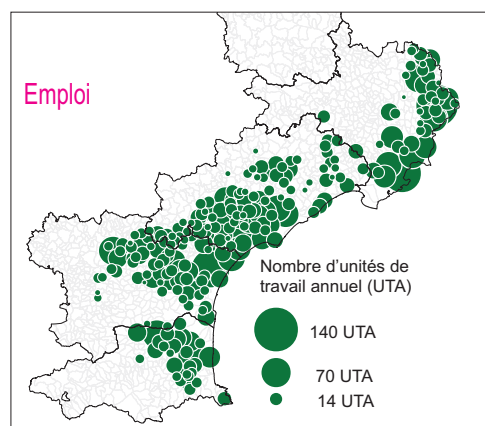 Emploi
Nombre d'unités de
travail annuel (UTA)
140 UTA
70 UTA
14 UTA